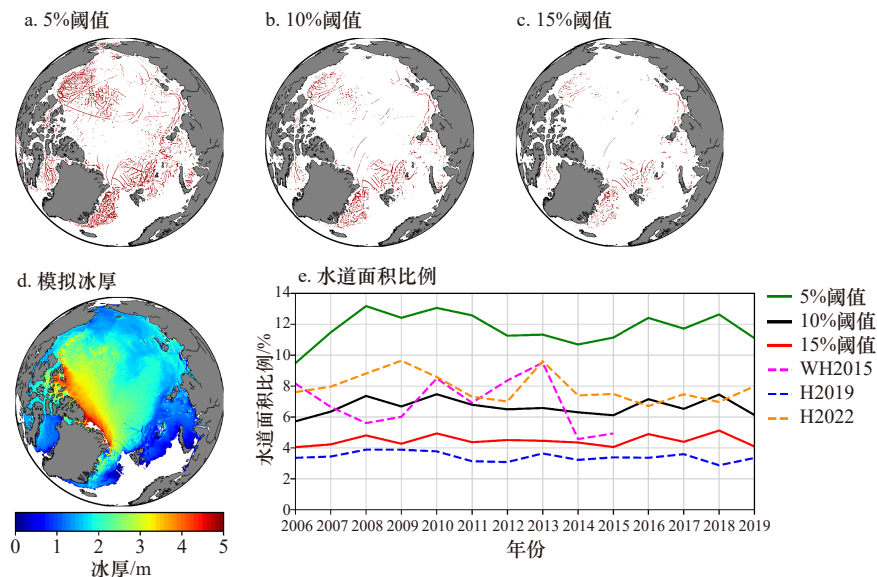 a. 5%阈值
b. 10%阈值
c. 15%阈值
d. 模拟冰厚
0 1 2 3 4 5
冰厚/m
e. 水道面积比例
水道面积比例/%
14
12
10
8
6
4
2
0
2006 2007 2008 2009 2010 2011 2012 2013 2014 2015 2016 2017 2018 2019
年份
5%阈值
10%阈值
15%阈值
WH2015
H2019
H2022